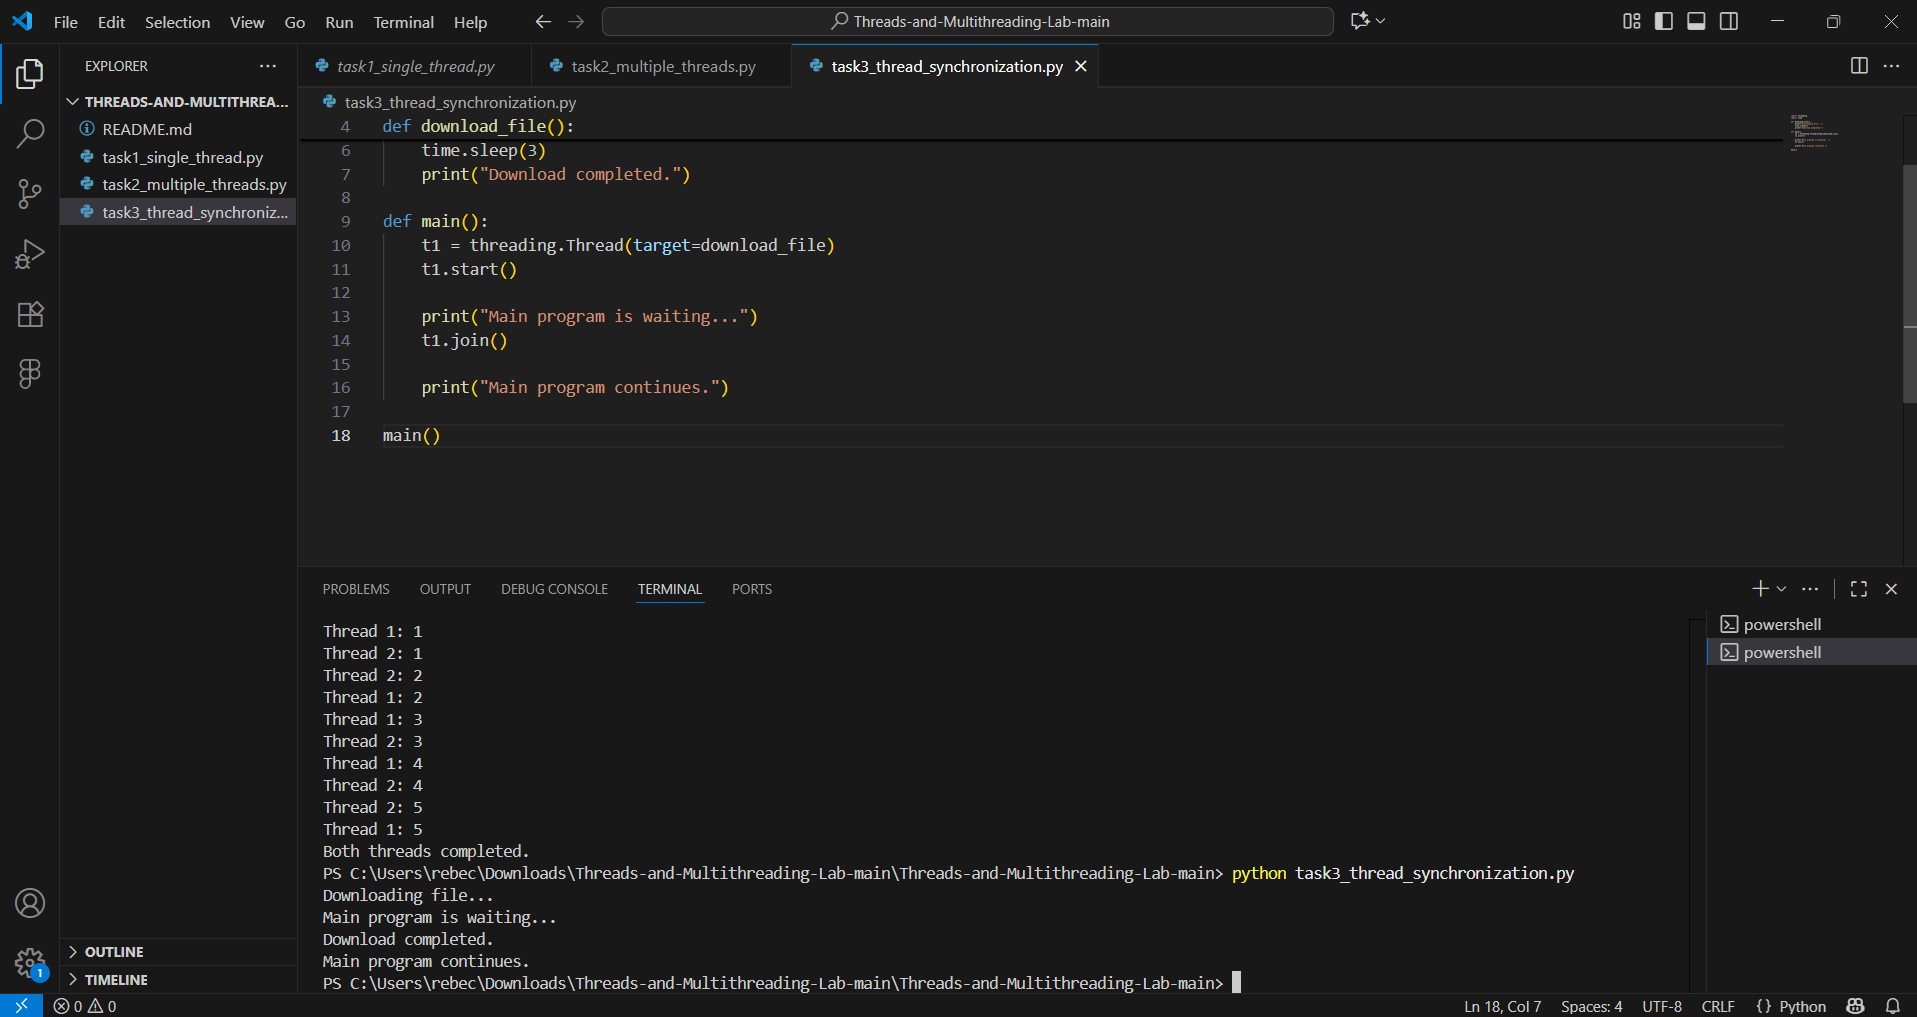 File Edit Selection View Go Run Terminal Help
Threads-and-Multithreading-Lab-main
EXPLORER
THREADS-AND-MULTITHREA...
README.md
task1_single_thread.py
task2_multiple_threads.py
task3_thread_synchroniz...
OUTLINE
TIMELINE
1
task1_single_thread.py
task2_multiple_threads.py
task3_thread_synchronization.py
task3_thread_synchronization.py
4 def download_file():
6     time.sleep(3)
7     print("Download completed.")
8
9 def main():
10     t1 = threading.Thread(target=download_file)
11     t1.start()
12
13     print("Main program is waiting...")
14     t1.join()
15
16     print("Main program continues.")
17
18 main()
PROBLEMS OUTPUT DEBUG CONSOLE TERMINAL PORTS
Thread 1: 1
Thread 2: 1
Thread 2: 2
Thread 1: 2
Thread 1: 3
Thread 2: 3
Thread 1: 4
Thread 2: 4
Thread 2: 5
Thread 1: 5
Both threads completed.
PS C:\Users\rebec\Downloads\Threads-and-Multithreading-Lab-main\Threads-and-Multithreading-Lab-main> python task3_thread_synchronization.py
Downloading file...
Main program is waiting...
Download completed.
Main program continues.
PS C:\Users\rebec\Downloads\Threads-and-Multithreading-Lab-main\Threads-and-Multithreading-Lab-main>
powershell
powershell
0 0
Ln 18, Col 7 Spaces: 4 UTF-8 CRLF {} Python